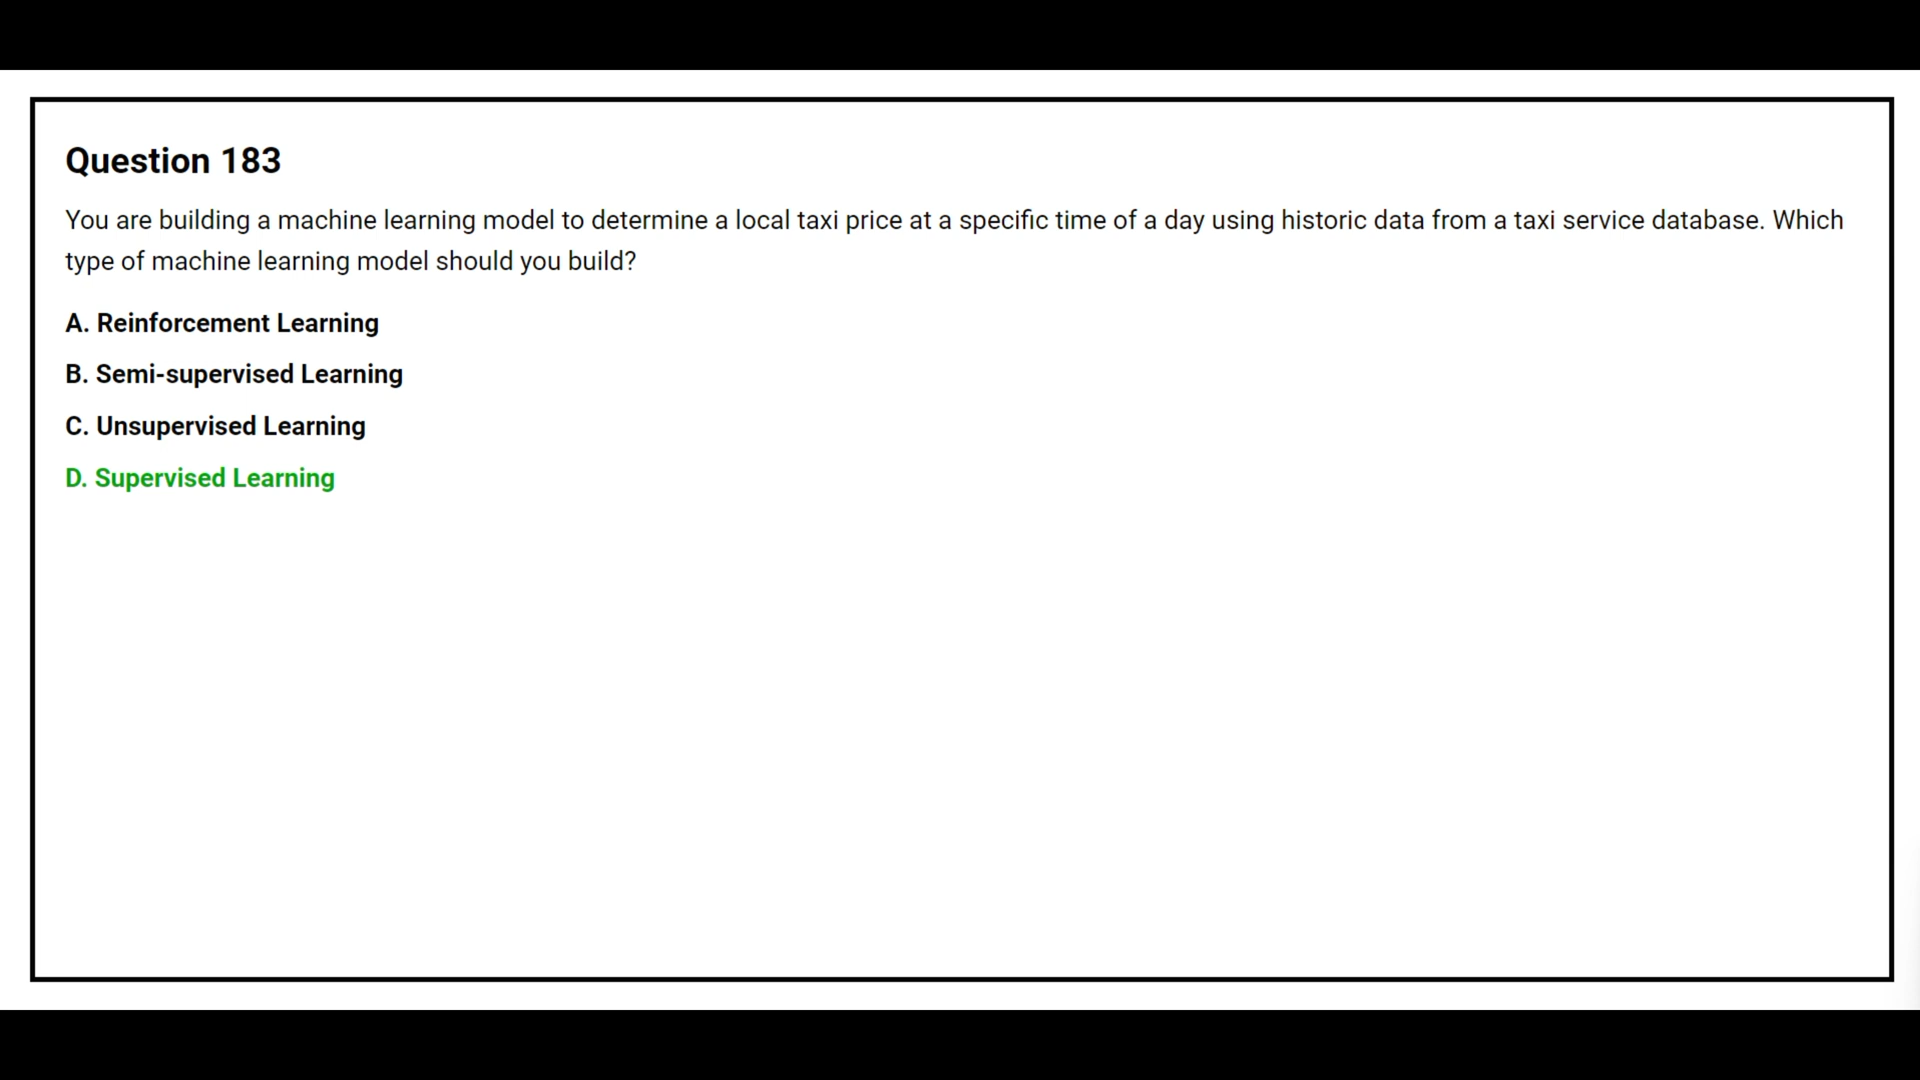 Question 183
You are building a machine learning model to determine a local taxi price at a specific time of a day using historic data from a taxi service database. Which
type of machine learning model should you build?
A. Reinforcement Learning
B. Semi-supervised Learning
C. Unsupervised Learning
D. Supervised Learning